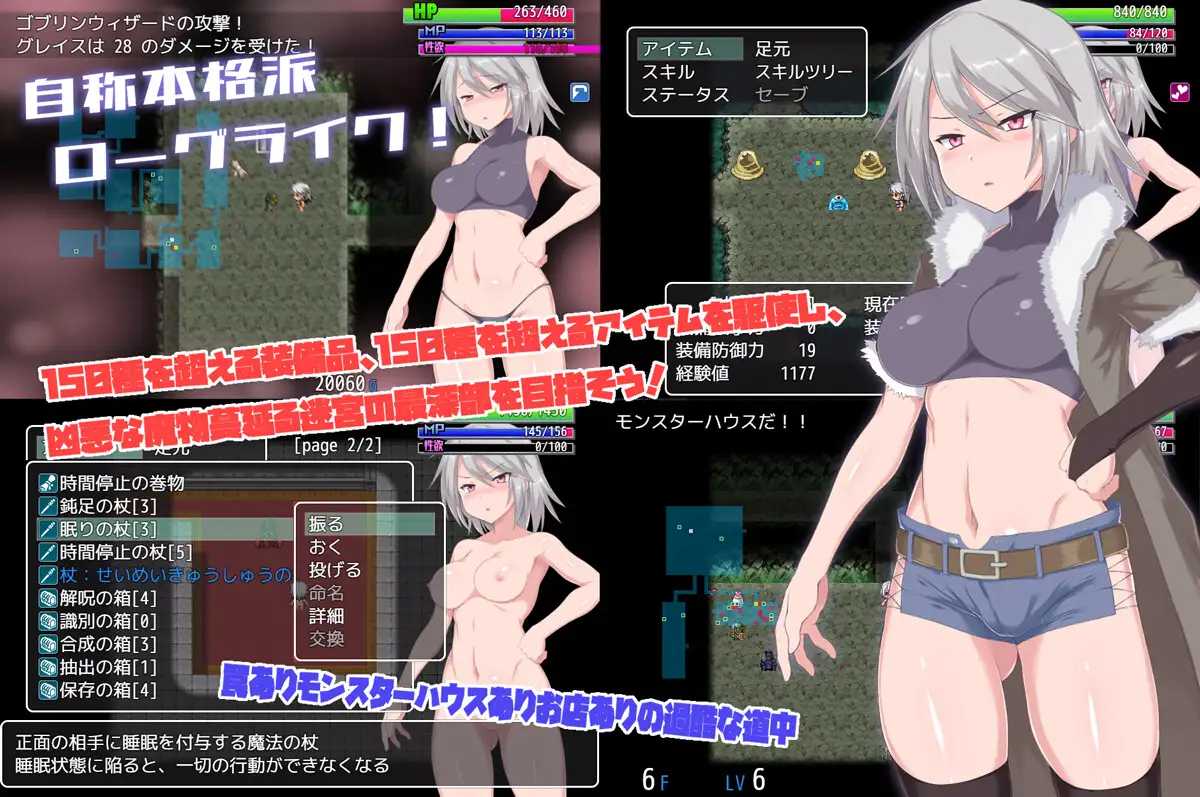 ゴブリンウィザードの攻撃！
グレイスは 28 のダメージを受けた！
HP 263/460
MP 113/113
性欲
自称本格派
ローグライク！
20060
アイテム 足元
スキル スキルツリー
ステータス セーブ
840/840
84/120
0/100
装備防御力 19
経験値 1177
150種を超える装備品、150種を超えるアイテムを駆使し、
凶悪な魔物蔓延る迷宮の最深部を目指そう！
足元
[page 2/2]
MP 145/156
性欲 0/100
時間停止の巻物
鈍足の杖[3]
眠りの杖[3]
時間停止の杖[5]
杖：せいめいきゅうしゅうの
解呪の箱[4]
識別の箱[0]
合成の箱[3]
抽出の箱[1]
保存の箱[4]
振る
おく
投げる
命名
詳細
交換
正面の相手に睡眠を付与する魔法の杖
睡眠状態に陥ると、一切の行動ができなくなる
モンスターハウスだ！！
罠ありモンスターハウスありお店ありの過酷な道中
6F LV 6